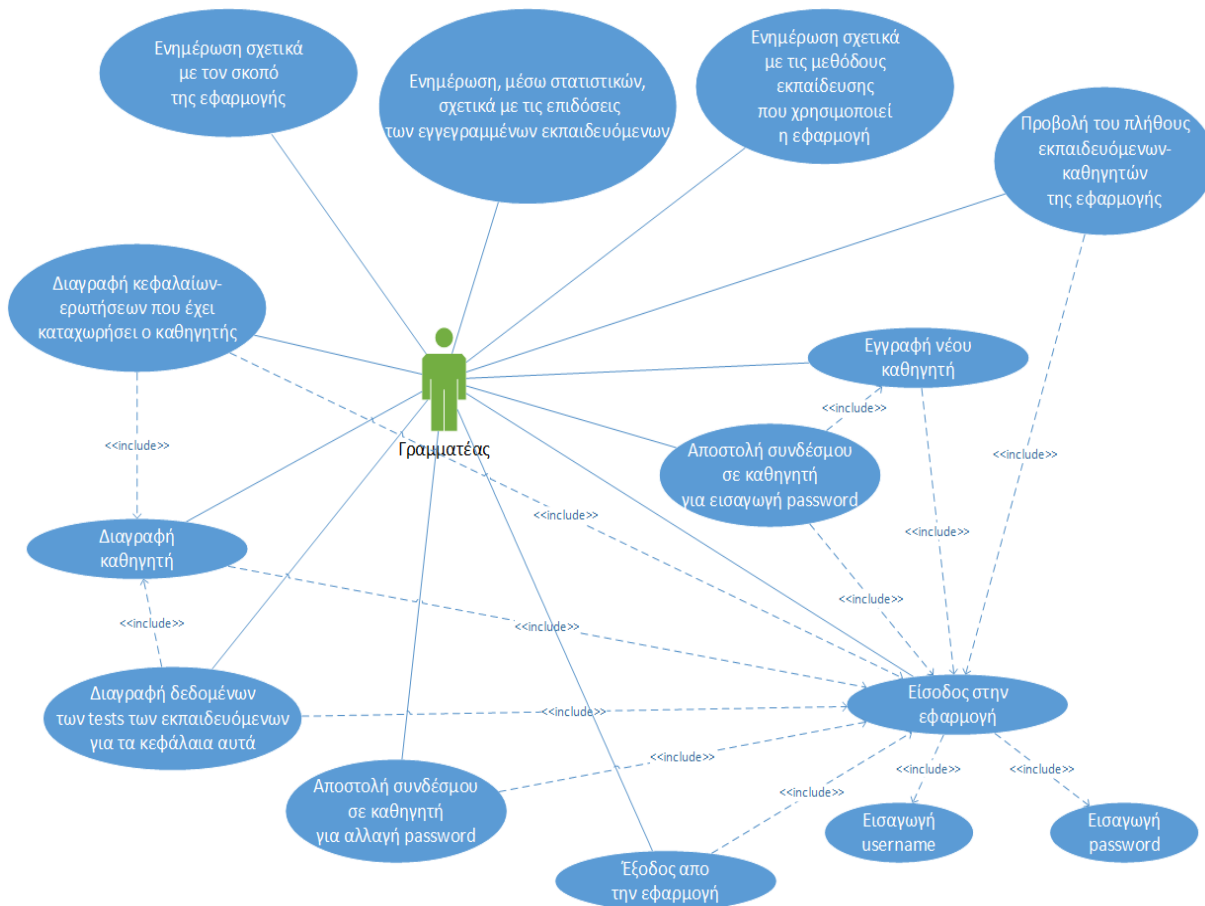 Ενημέρωση σχετικά
με τον σκοπό
της εφαρμογής
Ενημέρωση, μέσω στατιστικών,
σχετικά με τις επιδόσεις
των εγγεγραμμένων εκπαιδευόμενων
Ενημέρωση σχετικά
με τις μεθόδους
εκπαίδευσης
που χρησιμοποιεί
η εφαρμογή
Προβολή του πλήθους
εκπαιδευόμενων-
καθηγητών
της εφαρμογής
Διαγραφή κεφαλαίων-
ερωτήσεων που έχει
καταχωρήσει ο καθηγητής
Γραμματέας
Εγγραφή νέου
καθηγητή
<<include>>
<<include>>
<<include>>
Αποστολή συνδέσμου
σε καθηγητή
για εισαγωγή password
<<include>>
<<include>>
Διαγραφή
καθηγητή
<<include>>
<<include>>
<<include>>
Διαγραφή δεδομένων
των tests των εκπαιδευόμενων
για τα κεφάλαια αυτά
<<include>>
Είσοδος στην
εφαρμογή
<<include>>
<<include>>
<<include>>
<<include>>
Αποστολή συνδέσμου
σε καθηγητή
για αλλαγή password
Εισαγωγή
username
Εισαγωγή
password
Έξοδος απο
την εφαρμογή